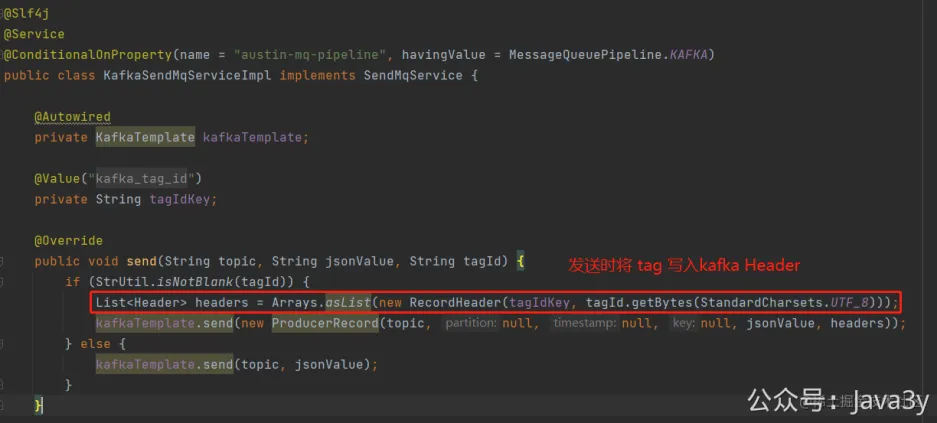 @Slf4j
@Service
@ConditionalOnProperty(name = "austin-mq-pipeline", havingValue = MessageQueuePipeline.KAFKA)
public class KafkaSendMqServiceImpl implements SendMqService {
@Autowired
private KafkaTemplate kafkaTemplate;
@Value("kafka_tag_id")
private String tagIdKey;
@Override
public void send(String topic, String jsonValue, String tagId) {
发送时将 tag 写入kafka Header
if (StrUtil.isNotBlank(tagId)) {
List<Header> headers = Arrays.asList(new RecordHeader(tagIdKey, tagId.getBytes(StandardCharsets.UTF_8)));
kafkaTemplate.send(new ProducerRecord(topic, partition: null, timestamp: null, key: null, jsonValue, headers));
} else {
kafkaTemplate.send(topic, jsonValue);
}
}
公众号：Java3y